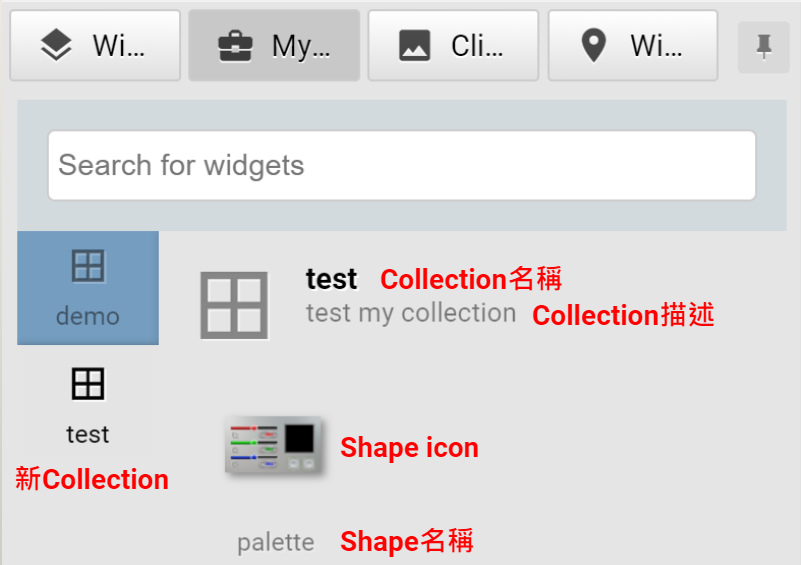 Wi...
My...
Cli...
Wi...
Search for widgets
demo
test
新Collection
test Collection名稱
test my collection Collection描述
Shape icon
palette Shape名稱